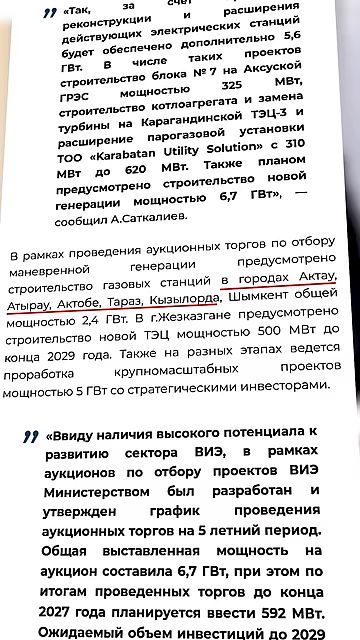 «Так, за счет
реконструкции и расширения
действующих электрических станций
будет обеспечено дополнительно 5,6
ГВт. В числе таких проектов
строительство блока №7 на Аксуской
ГРЭС мощностью 325 МВт,
строительство котлоагрегата и замена
турбины на Карагандинской ТЭЦ-3 и
расширение парогазовой установки
ТОО «Karabatan Utility Solution» с 310
МВт до 620 МВт. Также планом
предусмотрено строительство новой
генерации мощностью 6,7 ГВт», —
сообщил А.Саткалиев.
В рамках проведения аукционных торгов по отбору
маневренной генерации предусмотрено
строительство газовых станций в городах Актау,
Атырау, Актобе, Тараз, Кызылорда, Шымкент общей
мощностью 2,4 ГВт. В г.Жезказгане предусмотрено
строительство новой ТЭЦ мощностью 500 МВт до
конца 2029 года. Также на разных этапах ведется
проработка крупномасштабных проектов
мощностью 5 ГВт со стратегическими инвесторами.
«Ввиду наличия высокого потенциала к
развитию сектора ВИЭ, в рамках
аукционов по отбору проектов ВИЭ
Министерством был разработан и
утвержден график проведения
аукционных торгов на 5 летний период.
Общая выставленная мощность на
аукцион составила 6,7 ГВт, при этом по
итогам проведенных торгов до конца
2027 года планируется ввести 592 МВт.
Ожидаемый объем инвестиций до 2029